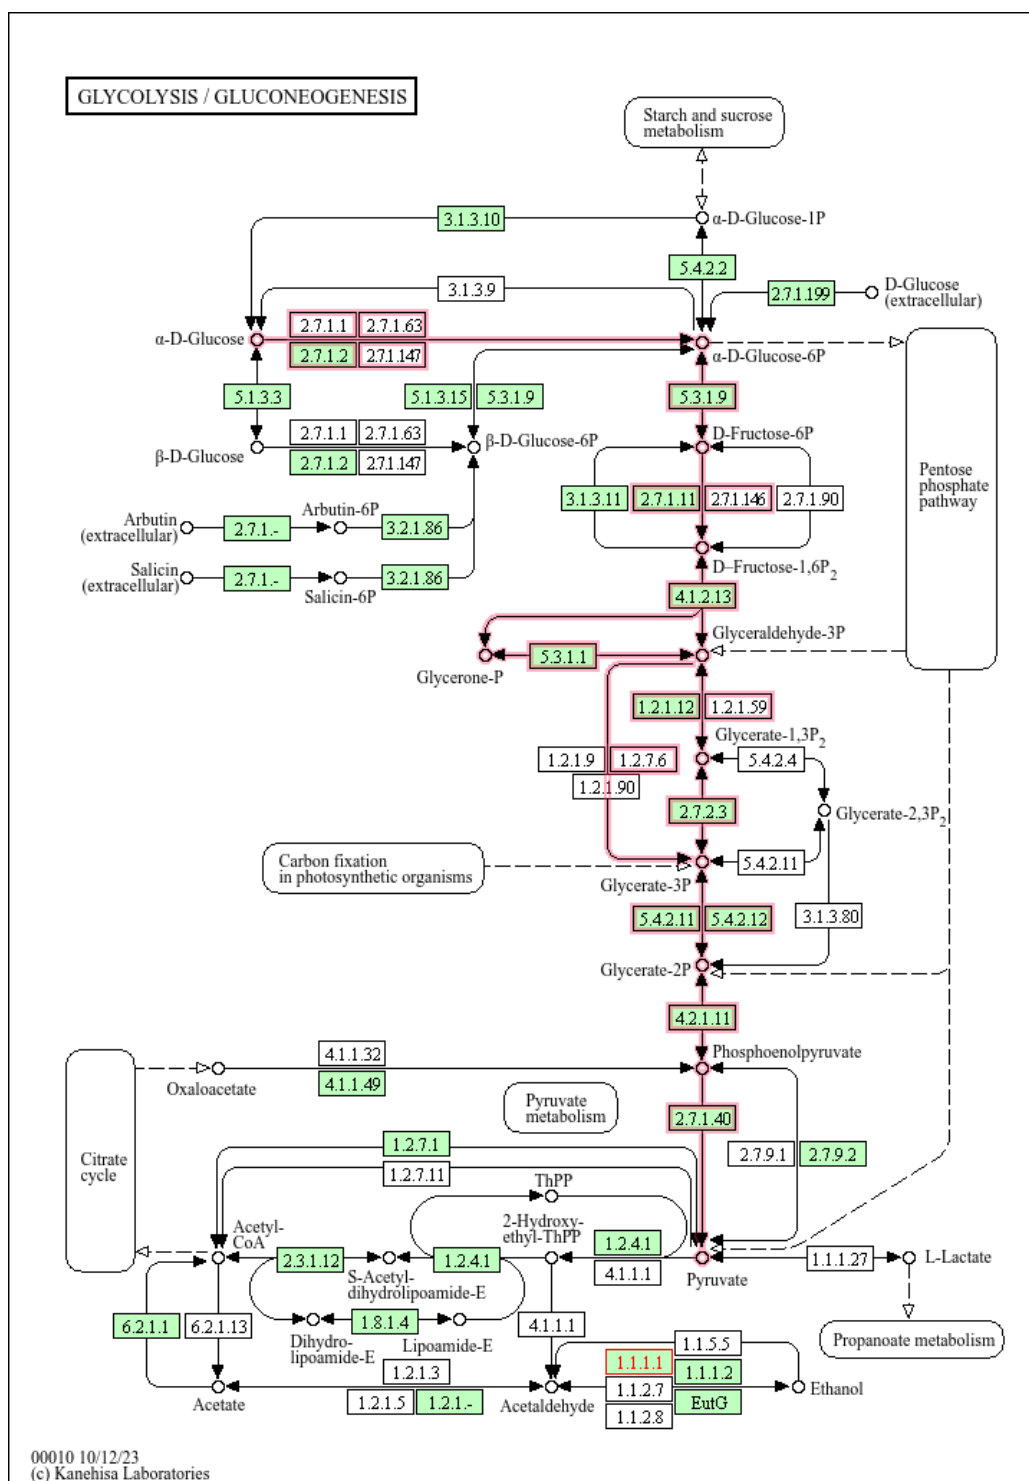 GLYCOLYSIS / GLUCONEOGENESIS
Starch and sucrose
metabolism
3.1.3.10
α-D-Glucose-1P
5.4.2.2
3.1.3.9
2.7.1.199
D-Glucose
(extracellular)
α-D-Glucose
2.7.1.1
2.7.1.63
2.7.1.2
2.7.1.147
α-D-Glucose-6P
5.1.3.3
5.1.3.15
5.3.1.9
5.3.1.9
D-Fructose-6P
2.7.1.1
2.7.1.63
β-D-Glucose
2.7.1.2
2.7.1.147
β-D-Glucose-6P
Pentose
phosphate
pathway
3.1.3.11
2.7.1.11
2.7.1.146
2.7.1.90
Arbutin
(extracellular)
2.7.1.-
Arbutin-6P
3.2.1.86
Salicin
(extracellular)
2.7.1.-
Salicin-6P
3.2.1.86
D-Fructose-1,6P2
4.1.2.13
Glyceraldehyde-3P
5.3.1.1
Glycerone-P
1.2.1.12
1.2.1.59
Glycerate-1,3P2
1.2.1.9
1.2.7.6
1.2.1.90
5.4.2.4
2.7.2.3
Glycerate-2,3P2
Carbon fixation
in photosynthetic organisms
5.4.2.11
Glycerate-3P
5.4.2.11
5.4.2.12
3.1.3.80
Glycerate-2P
4.2.1.11
4.1.1.32
Phosphoenolpyruvate
Oxaloacetate
4.1.1.49
Pyruvate
metabolism
2.7.1.40
Citrate
cycle
1.2.7.1
1.2.7.11
2.7.9.1
2.7.9.2
ThPP
Acetyl-
CoA
2-Hydroxy-
ethyl-ThPP
1.2.4.1
2.3.1.12
1.2.4.1
4.1.1.1
1.1.1.27
L-Lactate
S-Acetyl-
dihydrolipoamide-E
Pyruvate
6.2.1.1
6.2.1.13
1.8.1.4
4.1.1.1
Dihydro-
lipoamide-E
Lipoamide-E
Propanoate metabolism
1.1.5.5
1.2.1.3
1.1.1.1
1.1.1.2
Acetate
1.2.1.5
1.2.1.-
Acetaldehyde
1.1.2.7
EutG
Ethanol
1.1.2.8
00010 10/12/23
(c) Kanehisa Laboratories